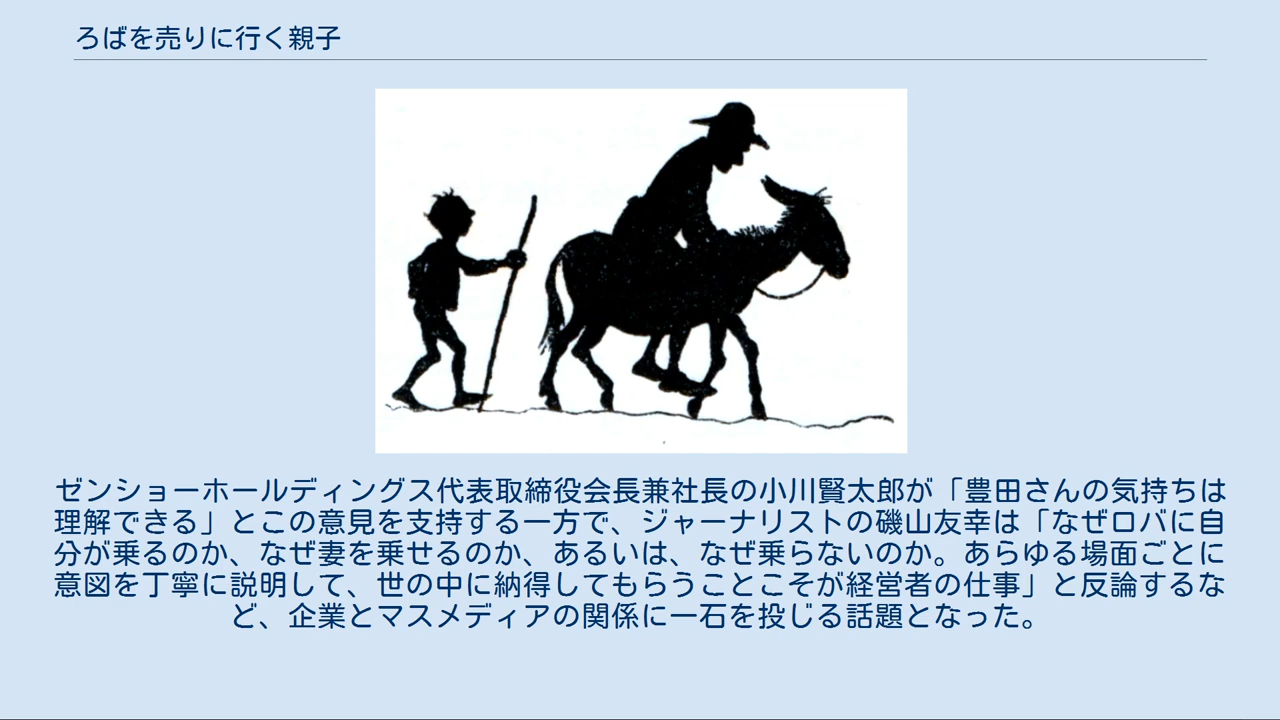 ろばを売りに行く親子
ゼンショーホールディングス代表取締役会長兼社長の小川賢太郎が「豊田さんの気持ちは
理解できる」とこの意見を支持する一方で、ジャーナリストの磯山友幸は「なぜロバに自
分が乗るのか、なぜ妻を乗せるのか、あるいは、なぜ乗らないのか。あらゆる場面ごとに
意図を丁寧に説明して、世の中に納得してもらうことこそが経営者の仕事」と反論するな
ど、企業とマスメディアの関係に一石を投じる話題となった。